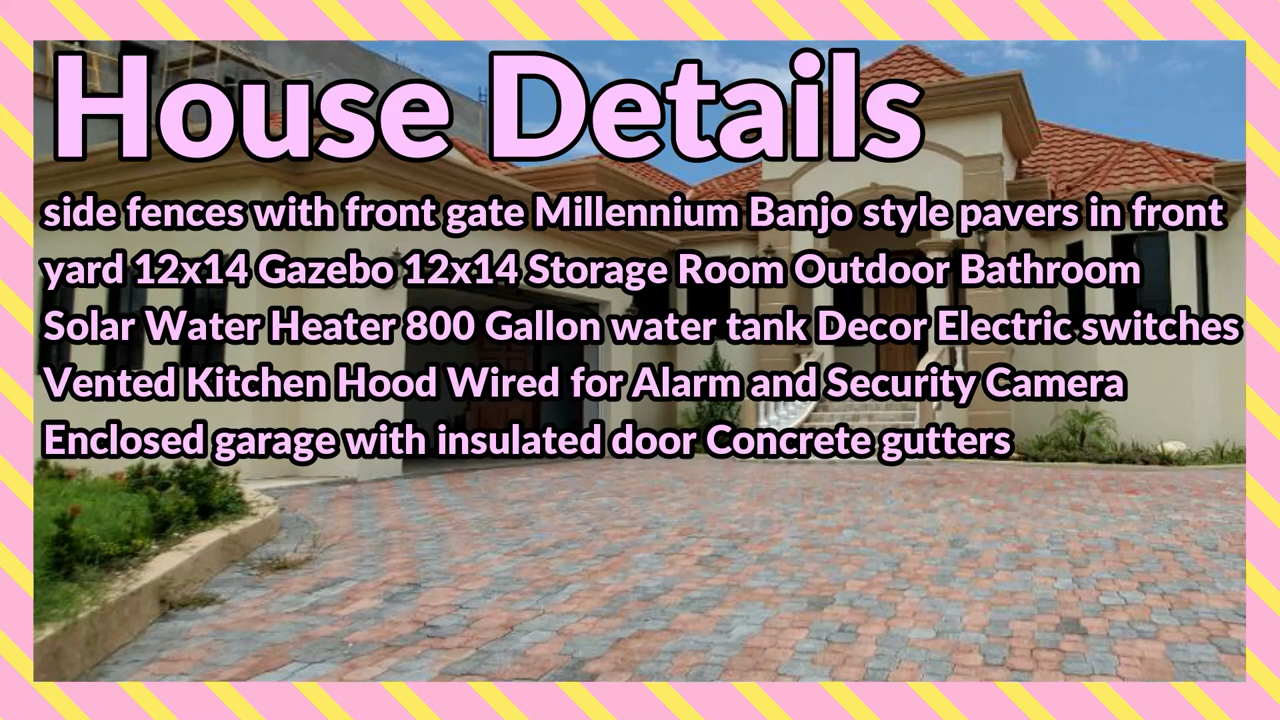 House Details
side fences with front gate Millennium Banjo style pavers in front
yard 12x14 Gazebo 12x14 Storage Room Outdoor Bathroom
Solar Water Heater 800 Gallon water tank Decor Electric switches
Vented Kitchen Hood Wired for Alarm and Security Camera
Enclosed garage with insulated door Concrete gutters